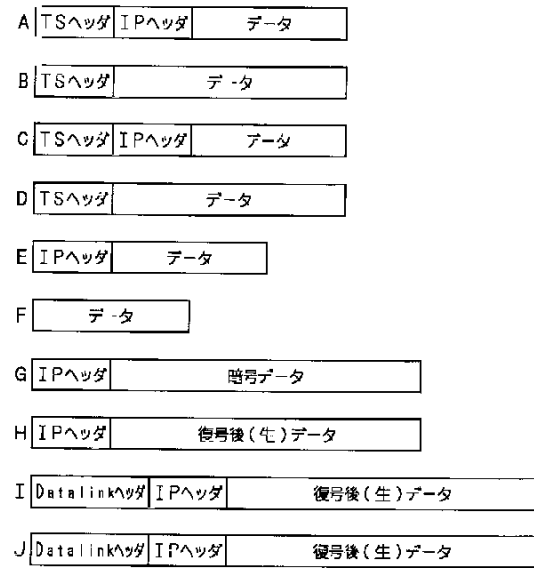 A TSヘッダ IPヘッダ データ
B TSヘッダ データ
C TSヘッダ IPヘッダ データ
D TSヘッダ データ
E IPヘッダ データ
F データ
G IPヘッダ 暗号データ
H IPヘッダ 復号後(生)データ
I Datalinkヘッダ IPヘッダ 復号後(生)データ
J Datalinkヘッダ IPヘッダ 復号後(生)データ